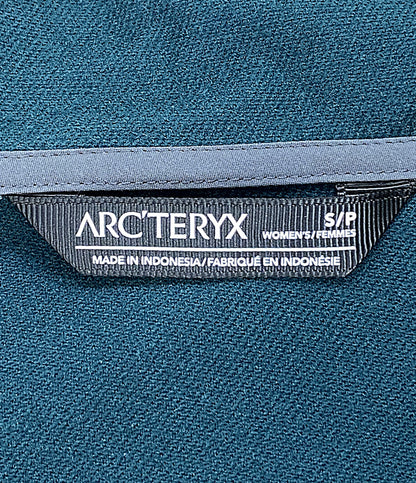 ARC'TERYX S/P
WOMEN'S/FEMMES
MADE IN INDONESIA/FABRIQUÉ EN INDONÉSIE